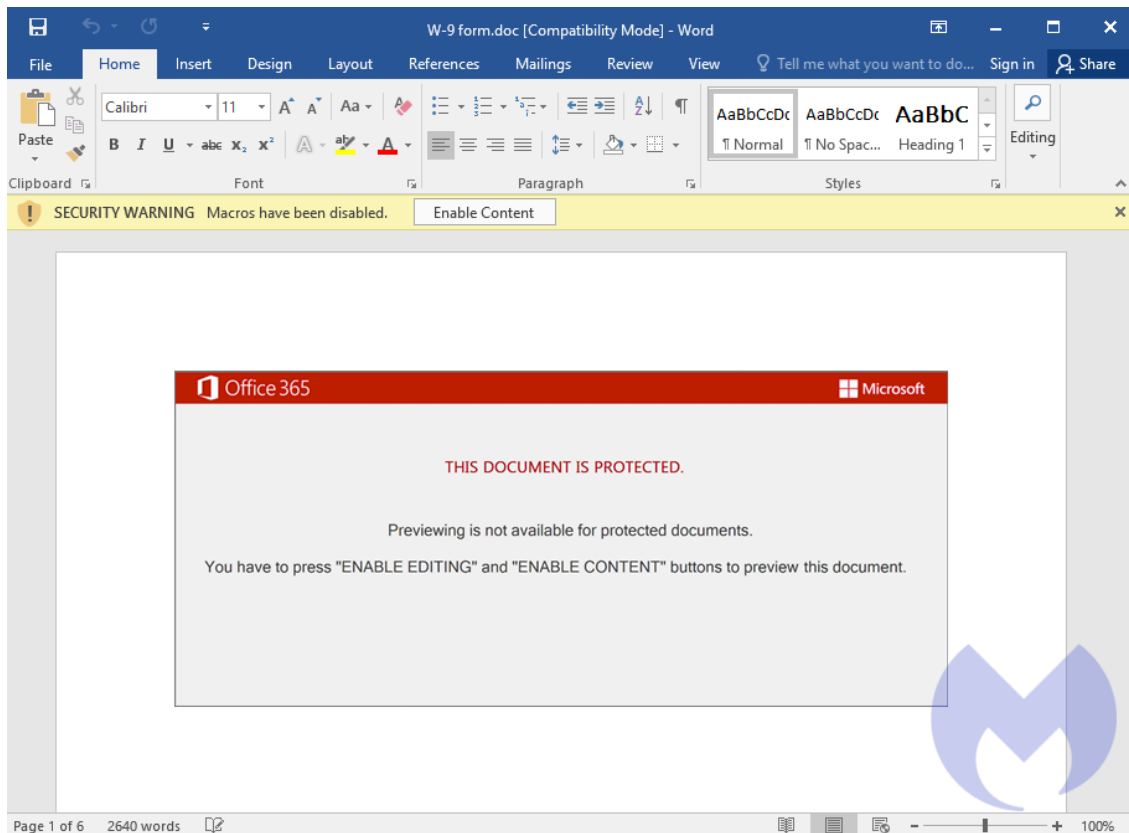 W-9 form.doc [Compatibility Mode] - Word
File Home Insert Design Layout References Mailings Review View Tell me what you want to do... Sign in Share
Paste
Calibri 11 A A Aa
B I U abc x₂ x² A aby A
AaBbCcDc AaBbCcDc AaBbC
¶ Normal ¶ No Spac... Heading 1
Editing
Clipboard Font Paragraph Styles
SECURITY WARNING Macros have been disabled. Enable Content
Office 365 Microsoft
THIS DOCUMENT IS PROTECTED.
Previewing is not available for protected documents.
You have to press "ENABLE EDITING" and "ENABLE CONTENT" buttons to preview this document.
Page 1 of 6 2640 words 100%